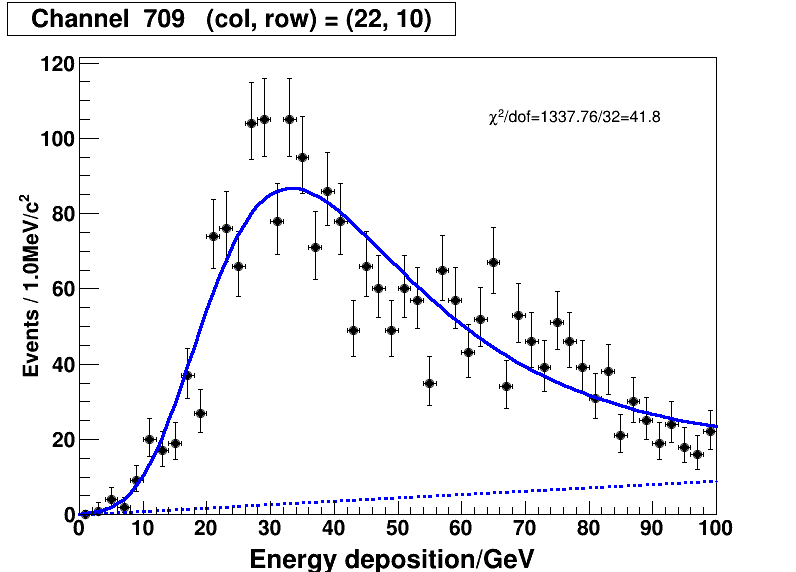 Channel 709 (col, row) = (22, 10)
χ²/dof=1337.76/32=41.8
Events / 1.0MeV/c²
120
100
80
60
40
20
0
0 10 20 30 40 50 60 70 80 90 100
Energy deposition/GeV